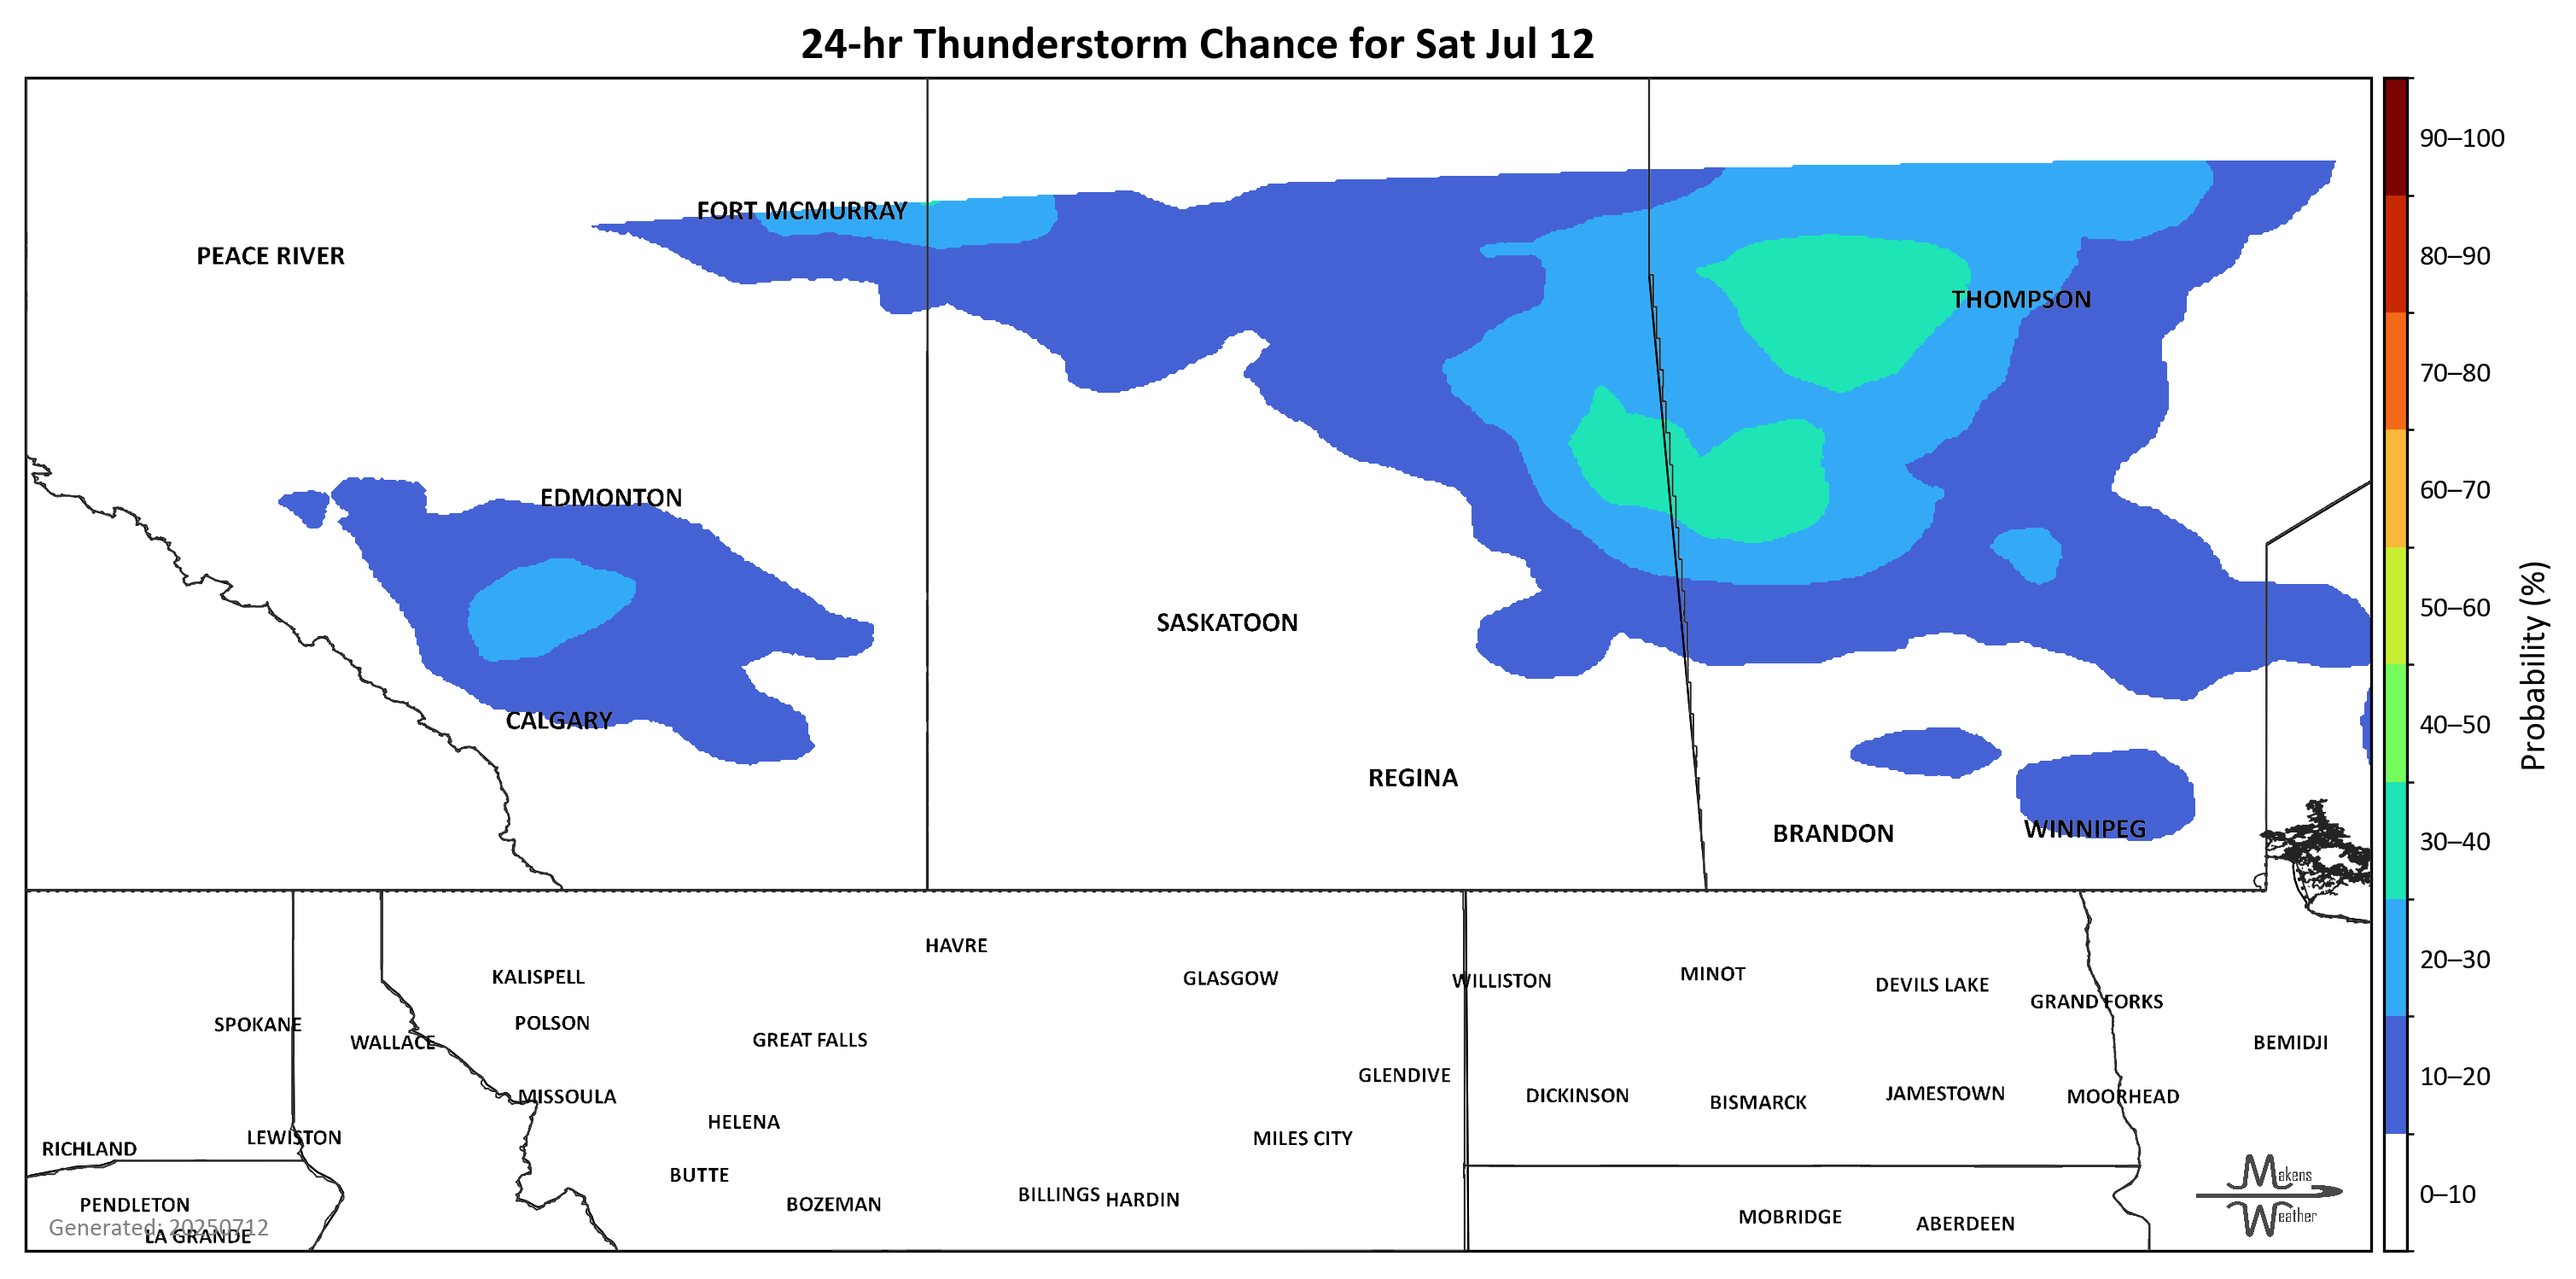 24-hr Thunderstorm Chance for Sat Jul 12
90–100
FORT MCMURRAY
PEACE RIVER
80–90
THOMPSON
70–80
EDMONTON
60–70
SASKATOON
50–60
Probability (%)
CALGARY
40–50
REGINA
BRANDON
WINNIPEG
30–40
HAVRE
KALISPELL
GLASGOW
WILLISTON
MINOT
DEVILS LAKE
20–30
GRAND FORKS
SPOKANE
POLSON
WALLACE
GREAT FALLS
BEMIDJI
GLENDIVE
10–20
MISSOULA
DICKINSON
BISMARCK
JAMESTOWN
MOORHEAD
HELENA
LEWISTON
MILES CITY
RICHLAND
BUTTE
Makens
Weather
PENDLETON
BOZEMAN
BILLINGS
HARDIN
0–10
MOBRIDGE
ABERDEEN
Generated: 20250712
LA GRANDE